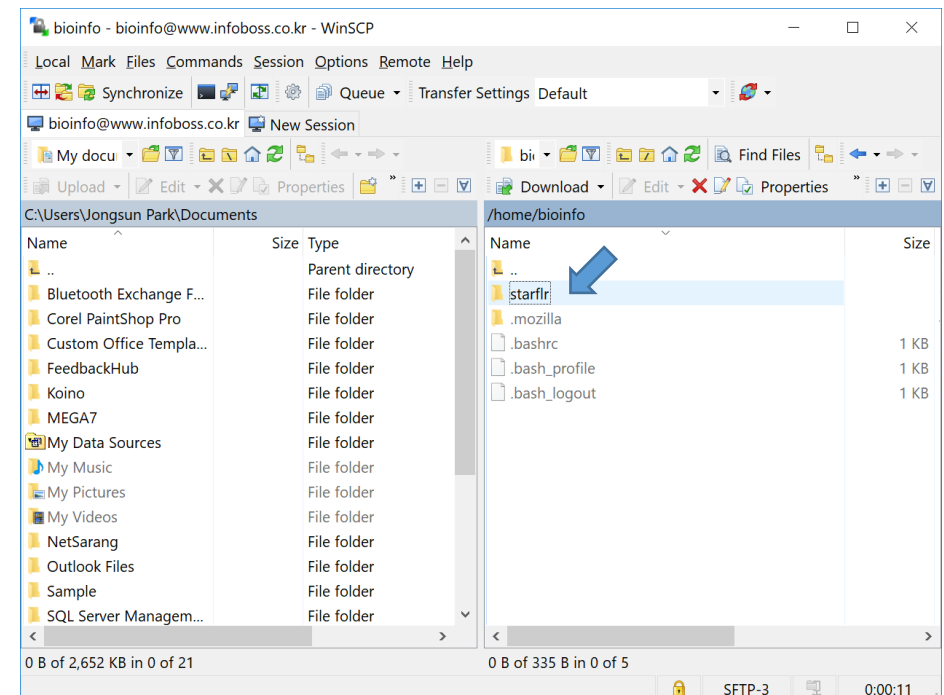 bioinfo - bioinfo@www.infoboss.co.kr - WinSCP
Local Mark Files Commands Session Options Remote Help
Synchronize Queue Transfer Settings Default
bioinfo@www.infoboss.co.kr New Session
My docu bi Find Files
Upload Edit Properties » Download Edit Properties »
C:\Users\Jongsun Park\Documents /home/bioinfo
Name Size Type Name Size
.. Parent directory ..
Bluetooth Exchange F... File folder starflr
Corel PaintShop Pro File folder .mozilla
Custom Office Templa... File folder .bashrc 1 KB
FeedbackHub File folder .bash_profile 1 KB
Koino File folder .bash_logout 1 KB
MEGA7 File folder
My Data Sources File folder
My Music File folder
My Pictures File folder
My Videos File folder
NetSarang File folder
Outlook Files File folder
Sample File folder
SQL Server Managem... File folder
0 B of 2,652 KB in 0 of 21 0 B of 335 B in 0 of 5
SFTP-3 0:00:11